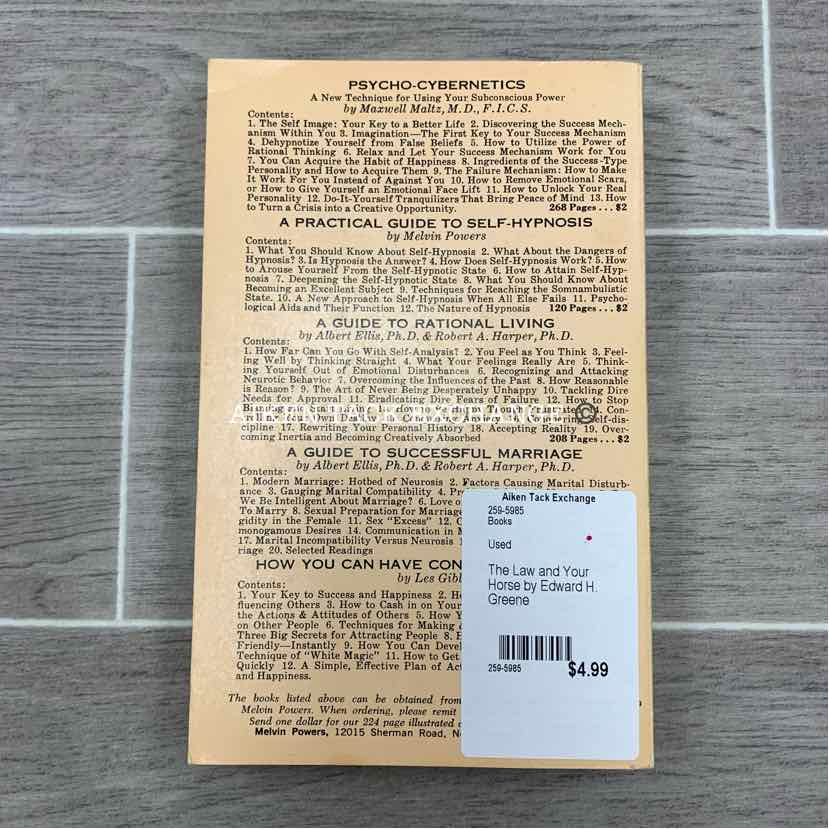 PSYCHO-CYBERNETICS
A New Technique for Using Your Subconscious Power
by Maxwell Maltz, M.D., F.I.C.S.
Contents:
1. The Self Image: Your Key to a Better Life 2. Discovering the Success Mech-
anism Within You 3. Imagination—The First Key to Your Success Mechanism
4. Dehypnotize Yourself from False Beliefs 5. How to Utilize the Power of
Rational Thinking 6. Relax and Let Your Success Mechanism Work for You
7. You Can Acquire the Habit of Happiness 8. Ingredients of the Success-Type
Personality and How to Acquire Them 9. The Failure Mechanism: How to Make
It Work For You Instead of Against You 10. How to Remove Emotional Scars,
or How to Give Yourself an Emotional Face Lift 11. How to Unlock Your Real
Personality 12. Do-It-Yourself Tranquilizers That Bring Peace of Mind 13. How
to Turn a Crisis into a Creative Opportunity. 268 Pages...$2
A PRACTICAL GUIDE TO SELF-HYPNOSIS
by Melvin Powers
Contents:
1. What You Should Know About Self-Hypnosis 2. What About the Dangers of
Hypnosis? 3. Is Hypnosis the Answer? 4. How Does Self-Hypnosis Work? 5. How
to Arouse Yourself From the Self-Hypnotic State 6. How to Attain Self-Hyp-
nosis 7. Deepening the Self-Hypnotic State 8. What You Should Know About
Becoming an Excellent Subject 9. Techniques for Reaching the Somnambulistic
State. 10. A New Approach to Self-Hypnosis When All Else Fails 11. Psycho-
logical Aids and Their Function 12. The Nature of Hypnosis 120 Pages...$2
A GUIDE TO RATIONAL LIVING
by Albert Ellis, Ph.D. & Robert A. Harper, Ph.D.
Contents:
1. How Far Can You Go With Self-Analysis? 2. You Feel as You Think 3. Feel-
ing Well by Thinking Straight 4. What Your Feelings Really Are 5. Think-
ing Yourself Out of Emotional Disturbances 6. Recognizing and Attacking
Neurotic Behavior 7. Overcoming the Influences of the Past 8. How Reasonable
is Reason? 9. The Art of Never Being Desperately Unhappy 10. Tackling Dire
Needs for Approval 11. Eradicating Dire Fears of Failure 12. How to Stop
Con-
AIKEN TACK EXCHANGE ©
Your Own self-dis-
cipline 17. Rewriting Your Personal History 18. Accepting Reality 19. Over-
coming Inertia and Becoming Creatively Absorbed 208 Pages...$2
A GUIDE TO SUCCESSFUL MARRIAGE
by Albert Ellis, Ph.D. & Robert A. Harper, Ph.D.
Contents:
1. Modern Marriage: Hotbed of Neurosis 2. Factors Causing Marital Disturb-
ance 3. Gauging Marital Compatibility 4.
We Be Intelligent About Marriage? 6. Love
To Marry 8. Sexual Preparation for Marriage
gidity in the Female 11. Sex "Excess" 12.
monogamous Desires 14. Communication in
17. Marital Incompatibility Versus Neurosis
riage 20. Selected Readings
HOW YOU CAN HAVE
by Les
Contents:
1. Your Key to Success and Happiness 2.
fluencing Others 3. How to Cash in on Your
the Actions & Attitudes of Others 5. How
on Other People 6. Techniques for Making
Three Big Secrets for Attracting People 8.
Friendly—Instantly 9. How You Can
Technique of "White Magic" 11. How to Get
Quickly 12. A Simple, Effective Plan of
and Happiness.
The books listed above can be obtained from
Melvin Powers. When ordering, please remit
Send one dollar for our 224 page illustrated
Melvin Powers, 12015 Sherman Road,
Aiken Tack Exchange
259-5985
Books
Used
The Law and Your
Horse by Edward H.
Greene
259-5985
$4.99